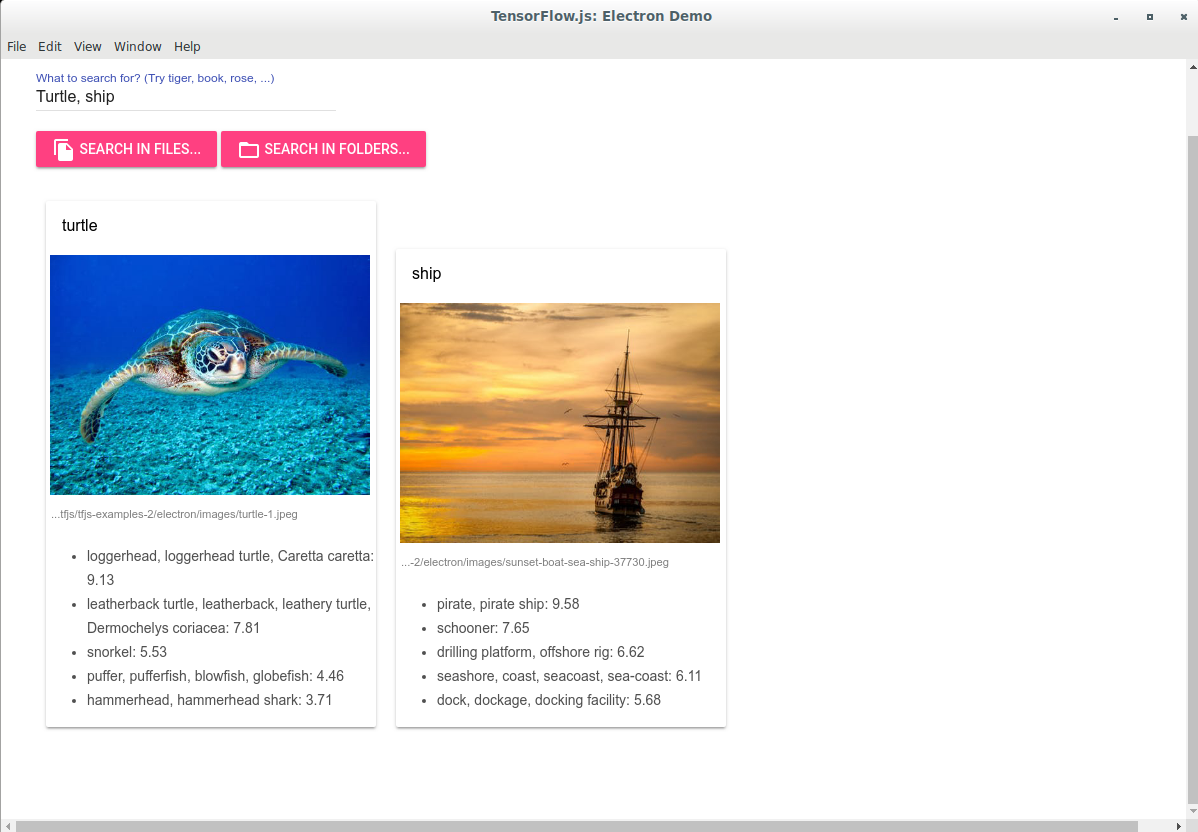 TensorFlow.js: Electron Demo
File Edit View Window Help
What to search for? (Try tiger, book, rose, ...)
Turtle, ship
SEARCH IN FILES... SEARCH IN FOLDERS...
turtle
...tfjs/tfjs-examples-2/electron/images/turtle-1.jpeg
• loggerhead, loggerhead turtle, Caretta caretta:
9.13
• leatherback turtle, leatherback, leathery turtle,
Dermochelys coriacea: 7.81
• snorkel: 5.53
• puffer, pufferfish, blowfish, globefish: 4.46
• hammerhead, hammerhead shark: 3.71
ship
...-2/electron/images/sunset-boat-sea-ship-37730.jpeg
• pirate, pirate ship: 9.58
• schooner: 7.65
• drilling platform, offshore rig: 6.62
• seashore, coast, seacoast, sea-coast: 6.11
• dock, dockage, docking facility: 5.68